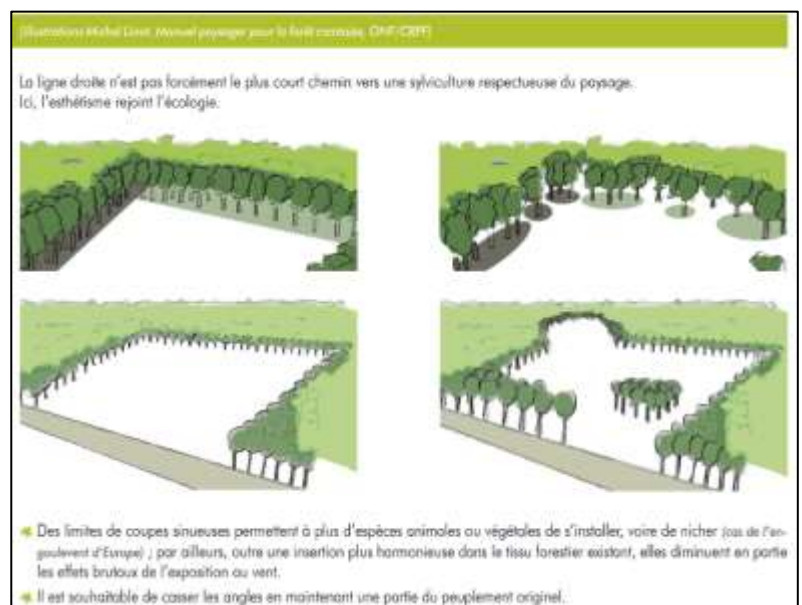 (Illustrations Michel Linot, Manuel paysager pour la forêt ONF/CRPF)
La ligne droite n'est pas forcément le plus court chemin vers une sylviculture respectueuse du paysage.
Ici, l'esthétisme rejoint l'écologie.
Des limites de coupes sinueuses permettent à plus d'espèces animales ou végétales de s'installer, voire de nicher (cas de l'en-
goulevent d'Europe) ; par ailleurs, outre une insertion plus harmonieuse dans le tissu forestier existant, elles diminuent en partie
les effets brutaux de l'exposition au vent.
Il est souhaitable de casser les angles en maintenant une partie du peuplement originel.